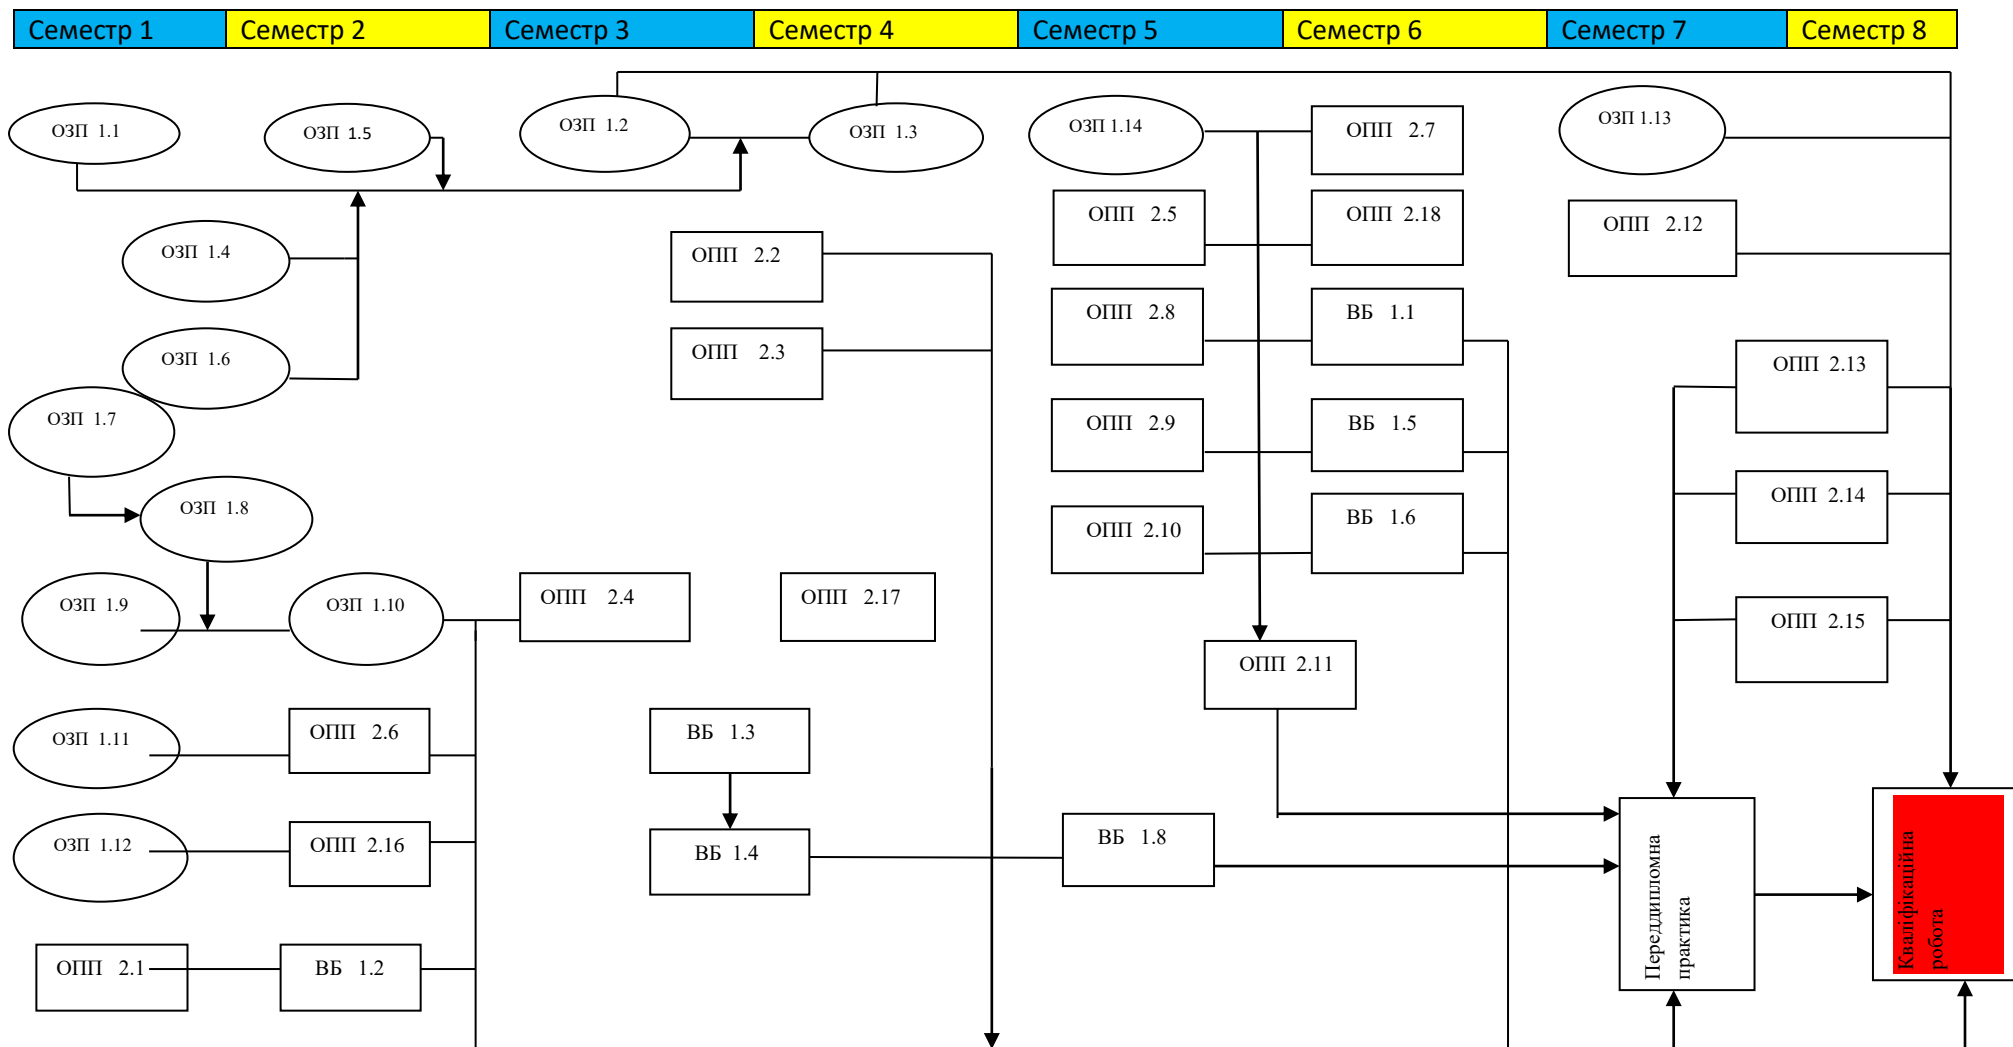 Семестр 1 Семестр 2 Семестр 3 Семестр 4 Семестр 5 Семестр 6 Семестр 7 Семестр 8
ОЗП 1.1 ОЗП 1.5 ОЗП 1.2 ОЗП 1.3 ОЗП 1.14 ОПП 2.7 ОЗП 1.13
ОПП 2.5 ОПП 2.18 ОПП 2.12
ОЗП 1.4 ОПП 2.2
ОПП 2.8 ВБ 1.1
ОЗП 1.6 ОПП 2.3 ОПП 2.13
ОЗП 1.7 ОПП 2.9 ВБ 1.5
ОЗП 1.8 ОПП 2.10 ВБ 1.6 ОПП 2.14
ОЗП 1.9 ОЗП 1.10 ОПП 2.4 ОПП 2.17 ОПП 2.15
ОПП 2.11
ОЗП 1.11 ОПП 2.6 ВБ 1.3
ОЗП 1.12 ОПП 2.16 ВБ 1.4 ВБ 1.8
ОПП 2.1 ВБ 1.2
Переддипломна
практика
Кваліфікаційна
робота